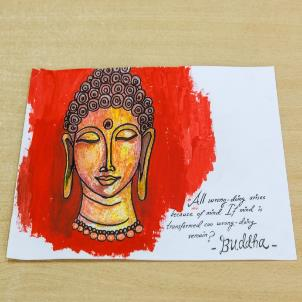 "All wrong-doing arises
because of mind. If mind is
transformed can wrong-doing
remain?
- Buddha -